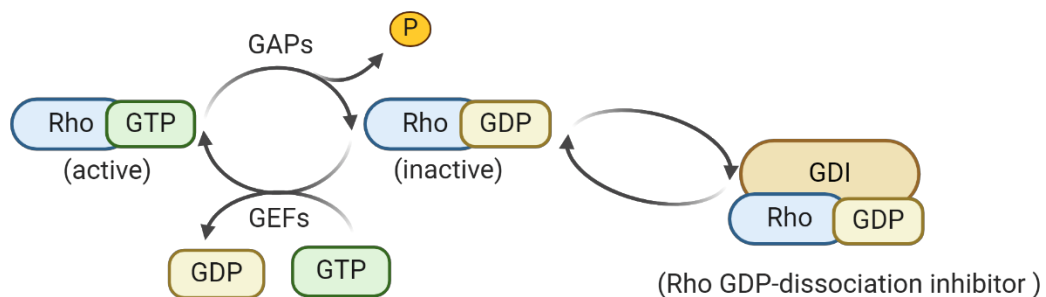 P
GAPs
Rho GTP
(active)
Rho GDP
(inactive)
GDI
Rho GDP
GEFs
GDP
GTP
(Rho GDP-dissociation inhibitor )